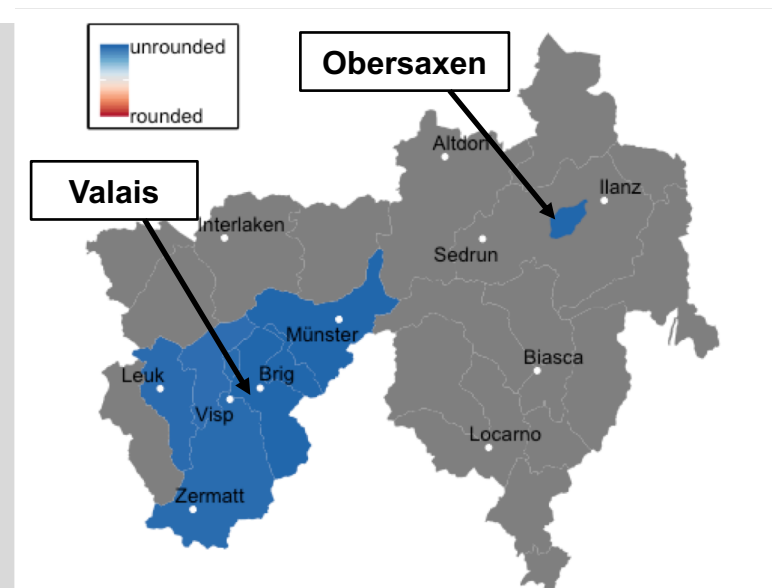 unrounded
rounded
Obersaxen
Valais
Altdorf
Ilanz
Interlaken
Sedrun
Münster
Biasca
Leuk
Brig
Visp
Locarno
Zermatt